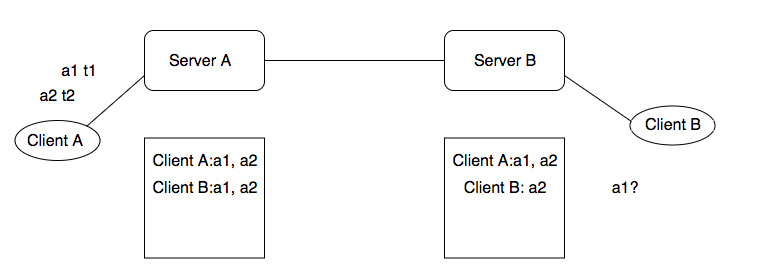 Server A
Server B
a1 t1
a2 t2
Client A
Client B
Client A:a1, a2
Client B:a1, a2
Client A:a1, a2
Client B: a2
a1?